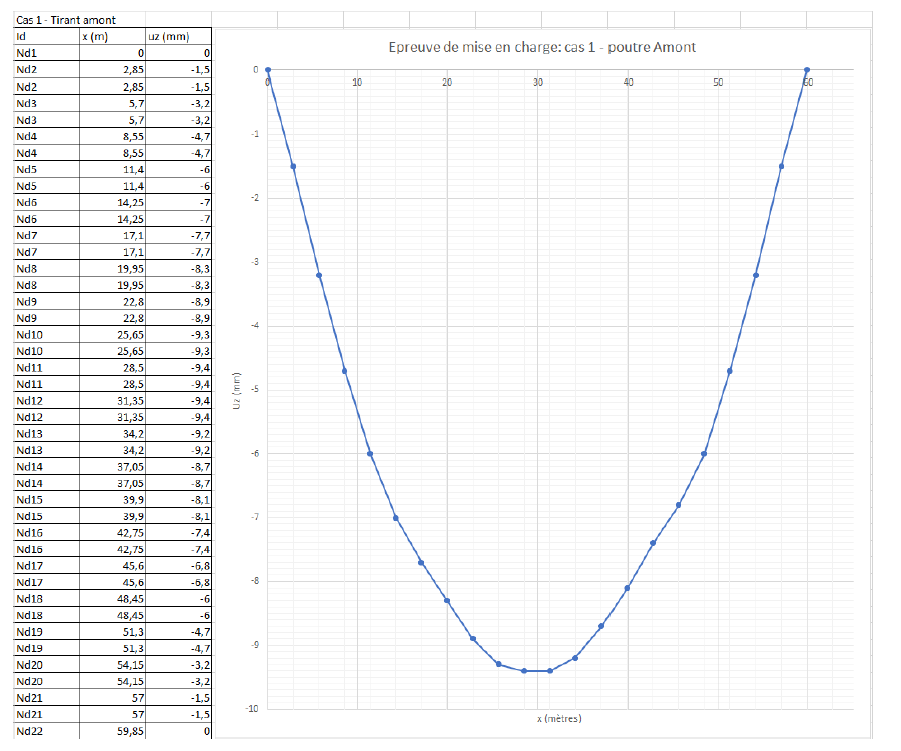 Cas 1 - Tirant amont
Id x (m) uz (mm)
Nd1 0 0
Nd2 2,85 -1,5
Nd2 2,85 -1,5
Nd3 5,7 -3,2
Nd3 5,7 -3,2
Nd4 8,55 -4,7
Nd4 8,55 -4,7
Nd5 11,4 -6
Nd5 11,4 -6
Nd6 14,25 -7
Nd6 14,25 -7
Nd7 17,1 -7,7
Nd7 17,1 -7,7
Nd8 19,95 -8,3
Nd8 19,95 -8,3
Nd9 22,8 -8,9
Nd9 22,8 -8,9
Nd10 25,65 -9,3
Nd10 25,65 -9,3
Nd11 28,5 -9,4
Nd11 28,5 -9,4
Nd12 31,35 -9,4
Nd12 31,35 -9,4
Nd13 34,2 -9,2
Nd13 34,2 -9,2
Nd14 37,05 -8,7
Nd14 37,05 -8,7
Nd15 39,9 -8,1
Nd15 39,9 -8,1
Nd16 42,75 -7,4
Nd16 42,75 -7,4
Nd17 45,6 -6,8
Nd17 45,6 -6,8
Nd18 48,45 -6
Nd18 48,45 -6
Nd19 51,3 -4,7
Nd19 51,3 -4,7
Nd20 54,15 -3,2
Nd20 54,15 -3,2
Nd21 57 -1,5
Nd21 57 -1,5
Nd22 59,85 0
Epreuve de mise en charge: cas 1 - poutre Amont
0
0 10 20 30 40 50 60
-1
-2
-3
-4
-5
-6
-7
-8
-9
-10
Uz (mm)
x (mètres)